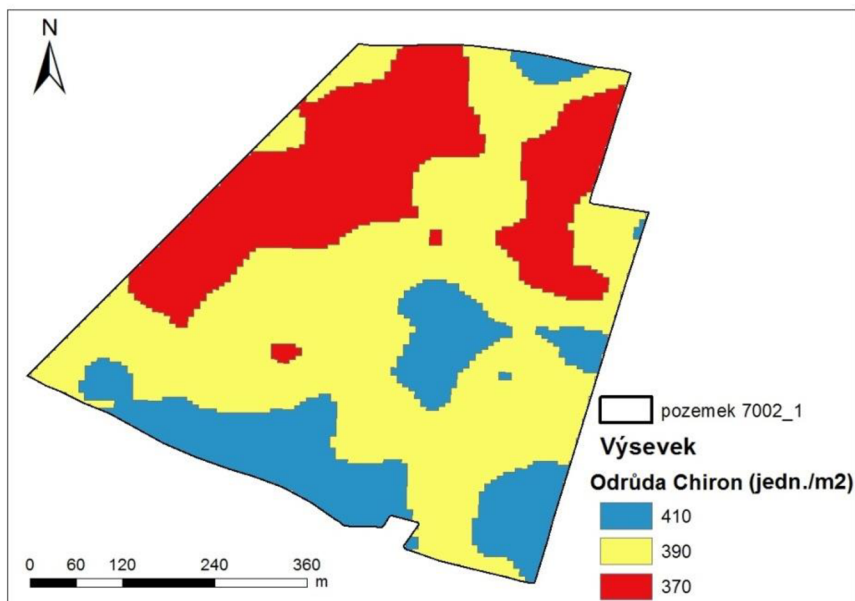 N
pozemek 7002_1
Výsevek
Odrůda Chiron (jedn./m2)
410
390
370
0 60 120 240 360
m